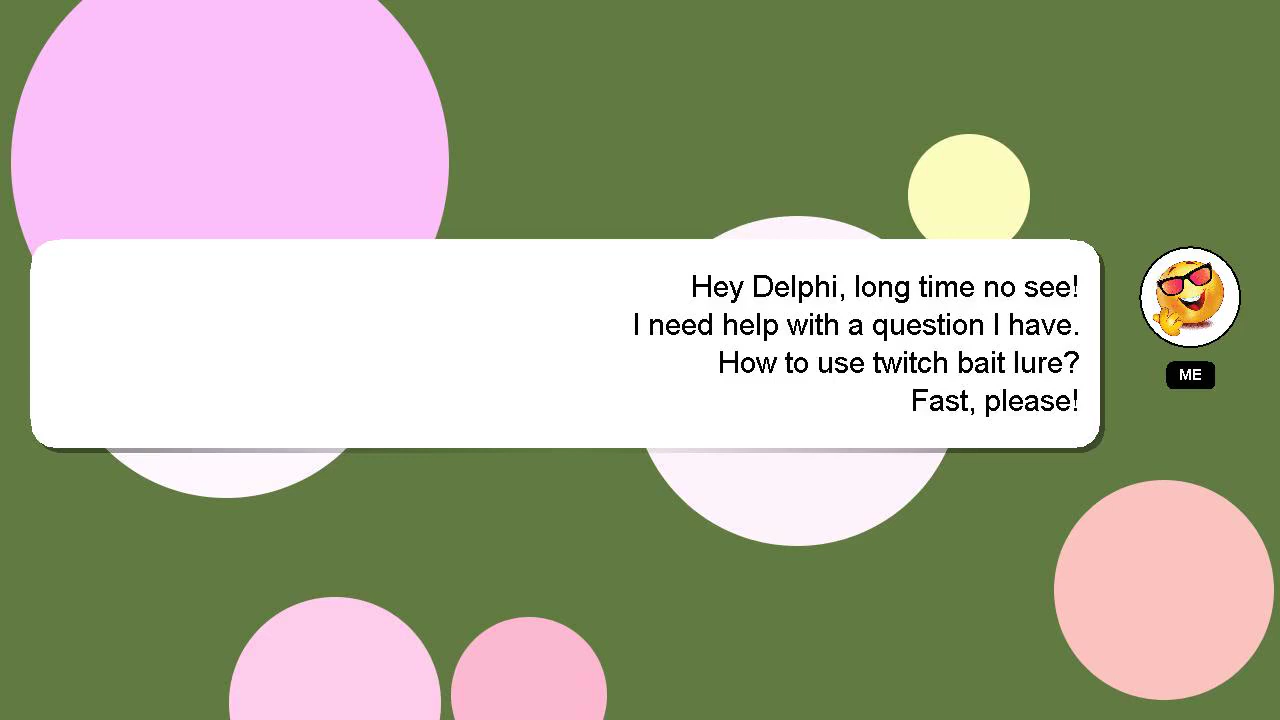 Hey Delphi, long time no see!
I need help with a question I have.
How to use twitch bait lure?
Fast, please!
ME